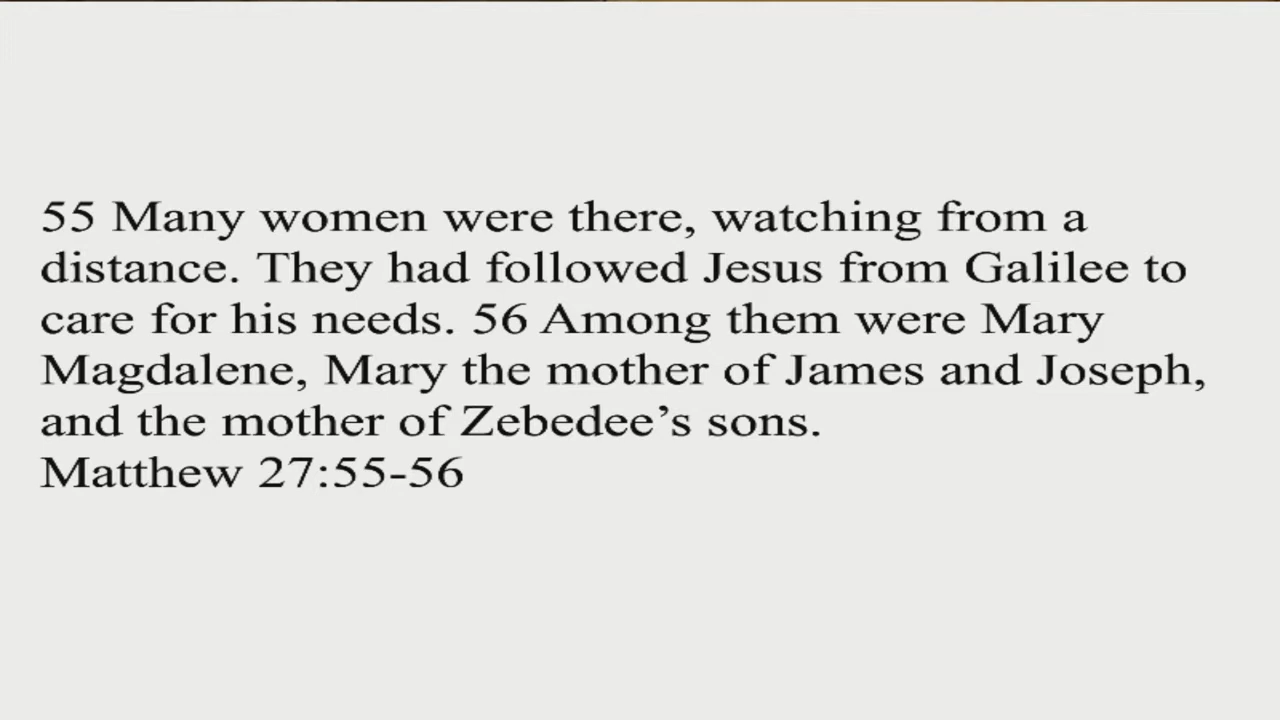 55 Many women were there, watching from a
distance. They had followed Jesus from Galilee to
care for his needs. 56 Among them were Mary
Magdalene, Mary the mother of James and Joseph,
and the mother of Zebedee’s sons.
Matthew 27:55-56